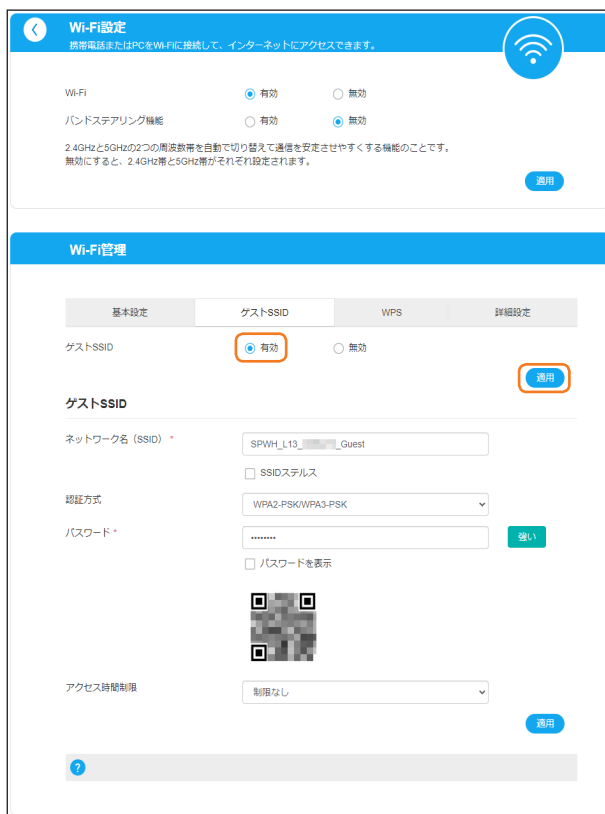 Wi-Fi設定
携帯電話またはPCをWi-Fiに接続して、インターネットにアクセスできます。
Wi-Fi 有効 無効
バンドステアリング機能 有効 無効
2.4GHzと5GHzの2つの周波数帯を自動で切り替えて通信を安定させやすくする機能のことです。
無効にすると、2.4GHz帯と5GHz帯がそれぞれ設定されます。
適用
Wi-Fi管理
基本設定 ゲストSSID WPS 詳細設定
ゲストSSID 有効 無効
適用
ゲストSSID
ネットワーク名（SSID） * SPWH_L13_ _Guest
SSIDステルス
認証方式 WPA2-PSK/WPA3-PSK
パスワード * ........ 強い
パスワードを表示
アクセス時間制限 制限なし
適用
?